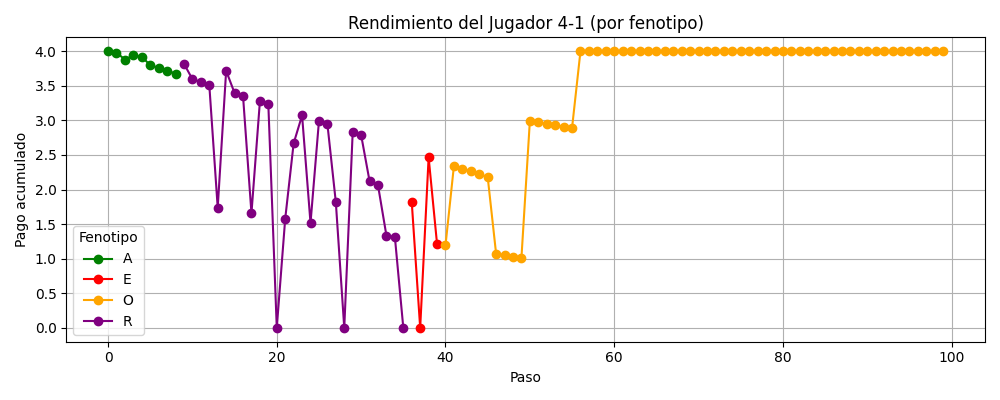 Rendimiento del Jugador 4-1 (por fenotipo)
Pago acumulado
4.0
3.5
3.0
2.5
2.0
1.5
1.0
0.5
0.0
Fenotipo
A
E
O
R
0 20 40 60 80 100
Paso